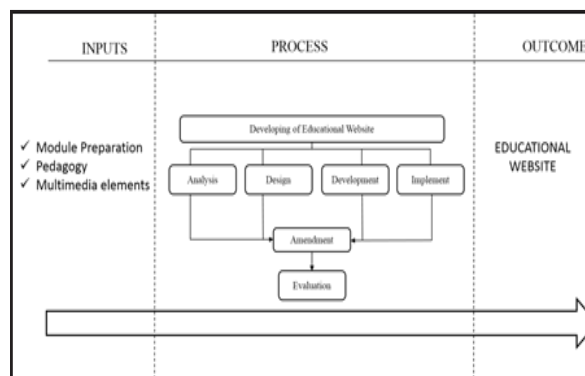 INPUTS
PROCESS
OUTCOME
Developing of Educational Website
✓ Module Preparation
✓ Pedagogy
✓ Multimedia elements
Analysis
Design
Development
Implement
EDUCATIONAL
WEBSITE
Amendment
Evaluation